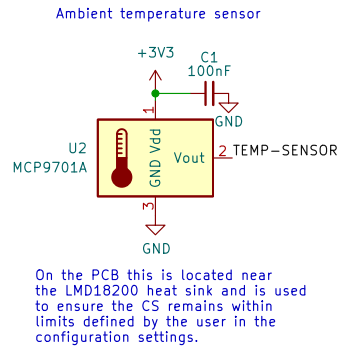 Ambient temperature sensor
+3V3
C1
100nF
GND
1
U2
MCP9701A
GND Vdd
Vout
2
TEMP-SENSOR
3
GND
On the PCB this is located near
the LMD18200 heat sink and is used
to ensure the CS remains within
limits defined by the user in the
configuration settings.